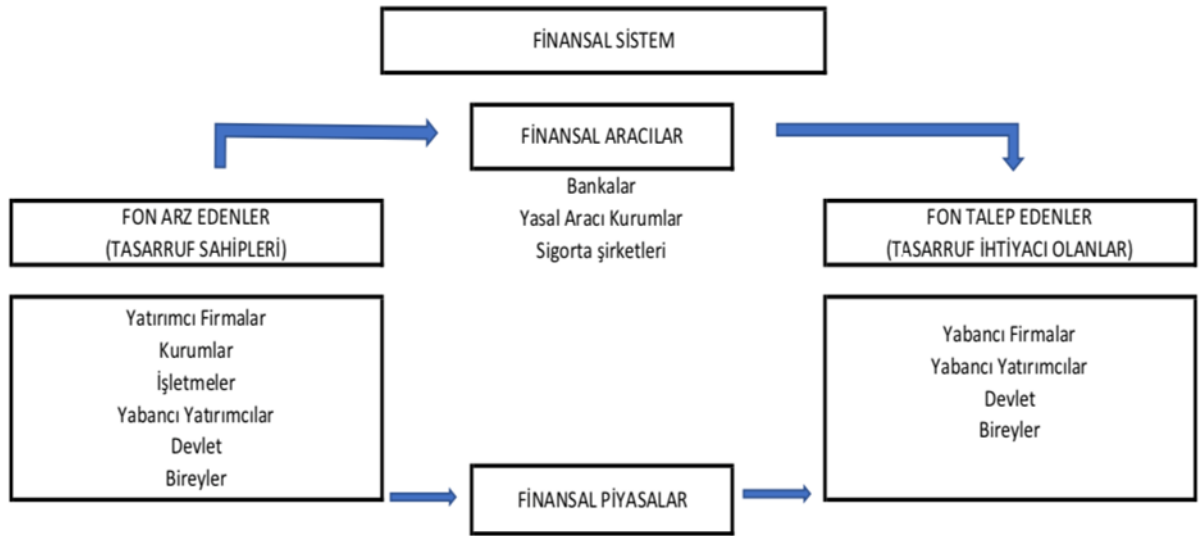 FİNANSAL SİSTEM
FİNANSAL ARACILAR
Bankalar
Yasal Aracı Kurumlar
Sigorta şirketleri
FON ARZ EDENLER
(TASARRUF SAHİPLERİ)
Yatırımcı Firmalar
Kurumlar
İşletmeler
Yabancı Yatırımcılar
Devlet
Bireyler
FON TALEP EDENLER
(TASARRUF İHTİYACI OLANLAR)
Yabancı Firmalar
Yabancı Yatırımcılar
Devlet
Bireyler
FİNANSAL PİYASALAR